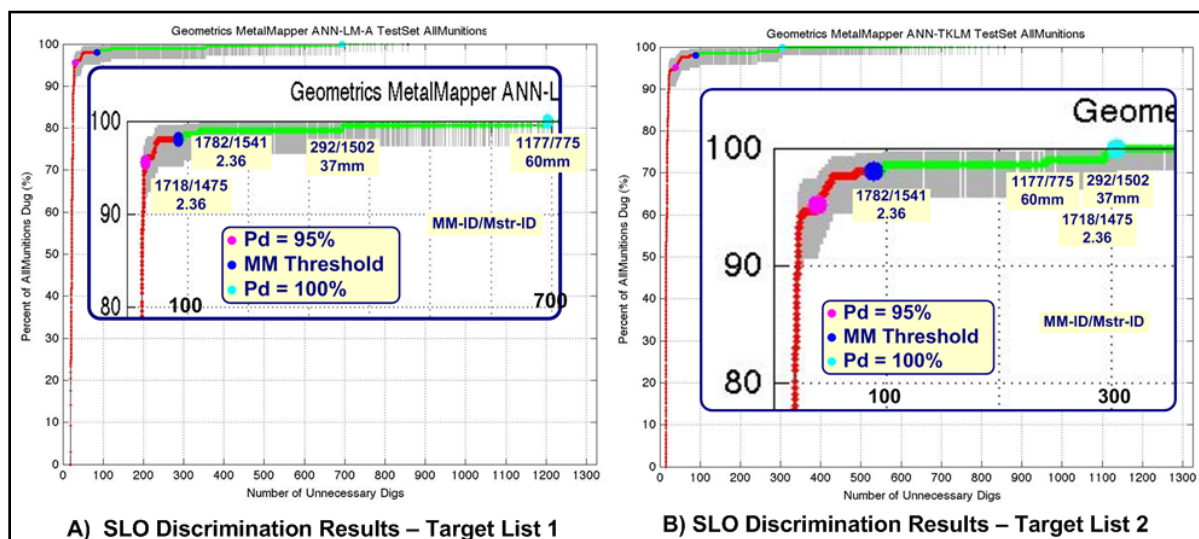 Geometrics MetalMapper ANN-LM-A TestSet AllMunitions
Percent of AllMunitions Dug (%)
100
90
80
70
60
50
40
30
20
10
0
Geometrics MetalMapper ANN-L
100
90
80
1782/1541
2.36
292/1502
37mm
1177/775
60mm
1718/1475
2.36
MM-ID/Mstr-ID
Pd = 95%
MM Threshold
Pd = 100%
100
700
0 100 200 300 400 500 600 700 800 900 1000 1100 1200 1300
Number of Unnecessary Digs
A) SLO Discrimination Results – Target List 1
Geometrics MetalMapper ANN-TKLM TestSet AllMunitions
Percent of AllMunitions Dug (%)
100
90
80
70
60
50
40
30
20
10
0
Geome
100
90
80
1782/1541
2.36
1177/775
60mm
292/1502
37mm
1718/1475
2.36
MM-ID/Mstr-ID
Pd = 95%
MM Threshold
Pd = 100%
100
300
0 100 200 300 400 500 600 700 800 900 1000 1100 1200 1300
Number of Unnecessary Digs
B) SLO Discrimination Results – Target List 2